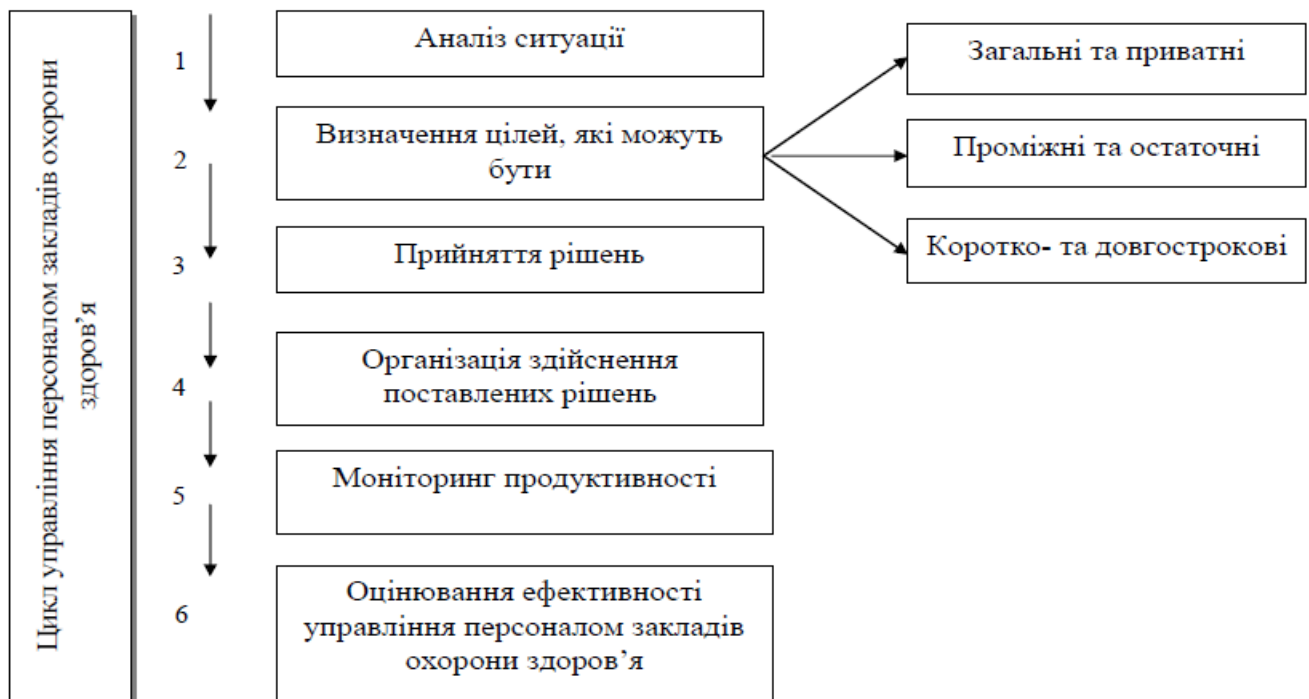 Цикл управління персоналом закладів охорони
здоров’я
1
Аналіз ситуації
2
Визначення цілей, які можуть
бути
Загальні та приватні
Проміжні та остаточні
Коротко- та довгострокові
3
Прийняття рішень
4
Організація здійснення
поставлених рішень
5
Моніторинг продуктивності
6
Оцінювання ефективності
управління персоналом закладів
охорони здоров’я